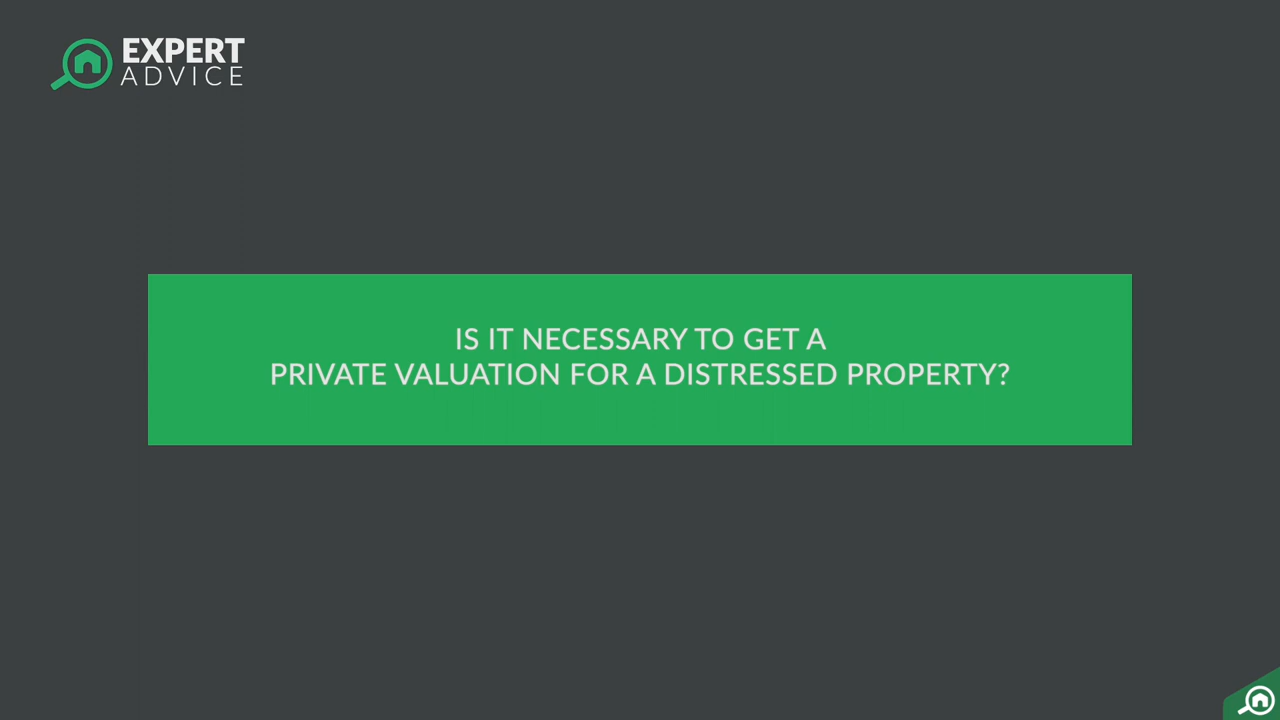 EXPERT
ADVICE
IS IT NECESSARY TO GET A
PRIVATE VALUATION FOR A DISTRESSED PROPERTY?